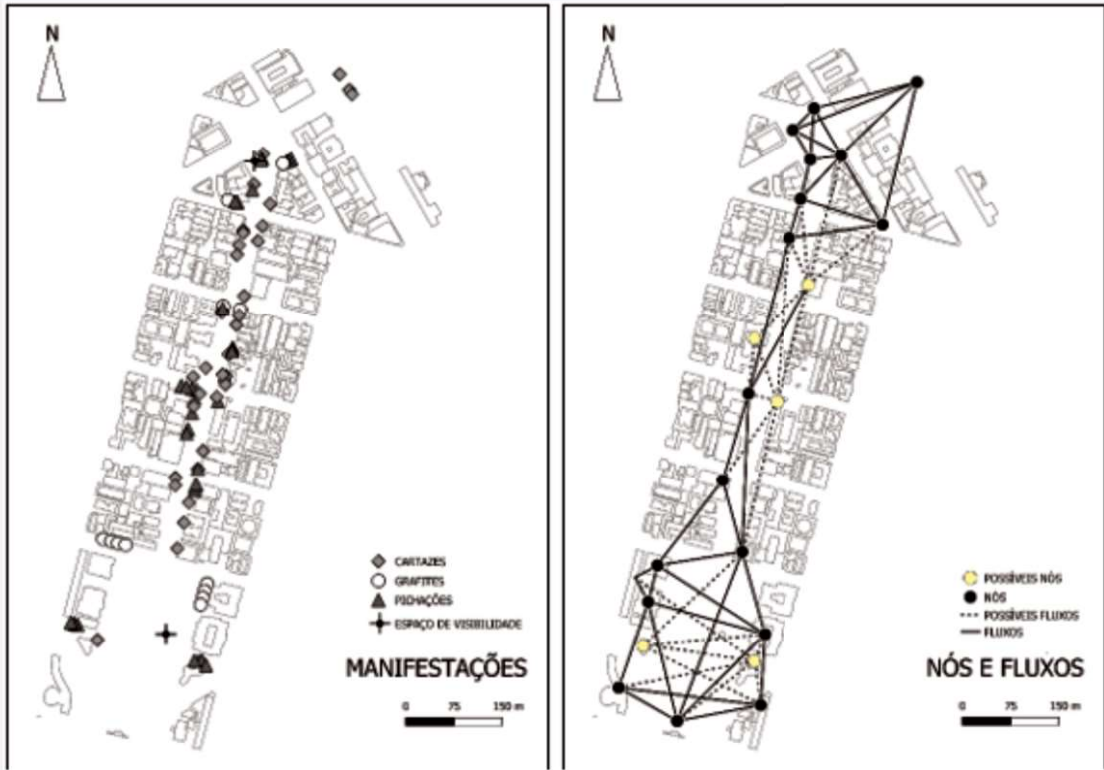 N
CARTAZES
GRAFITES
PICHAÇÕES
ESPAÇO DE VISIBILIDADE
MANIFESTAÇÕES
0 75 150 m
N
POSSÍVEIS NÓS
NÓS
POSSÍVEIS FLUXOS
FLUXOS
NÓS E FLUXOS
0 75 150 m